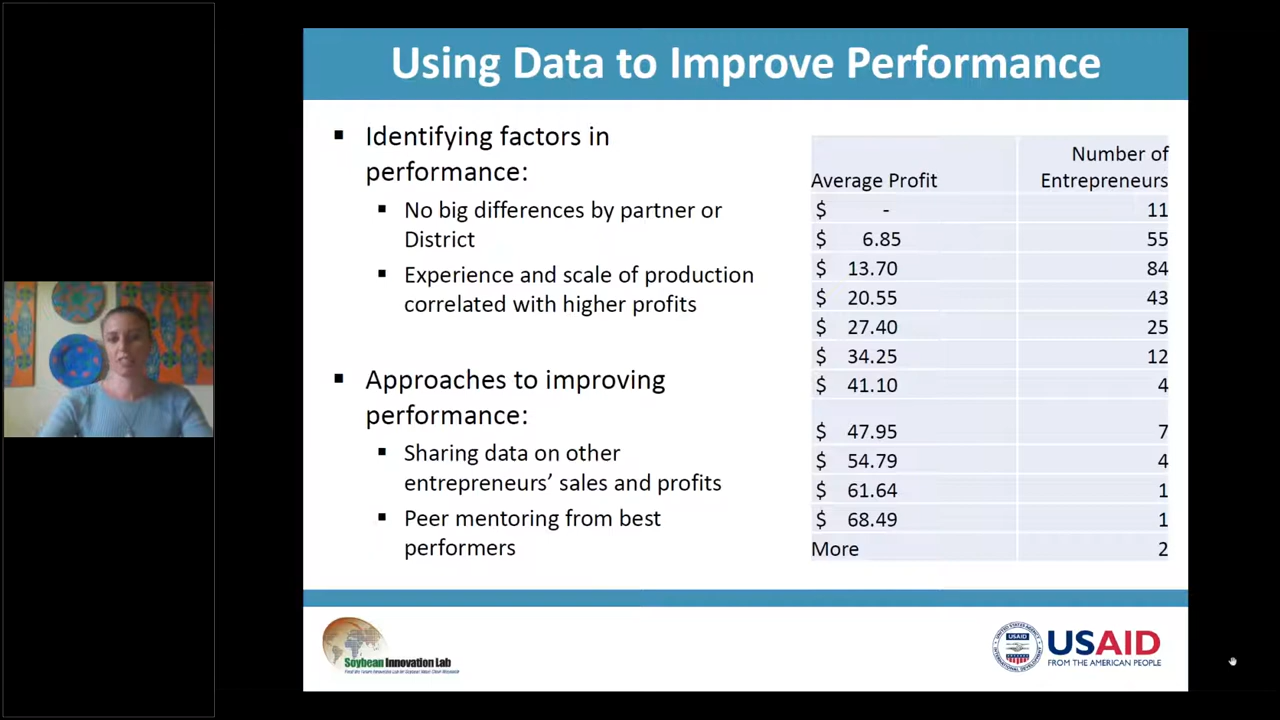 Using Data to Improve Performance
▪ Identifying factors in
performance:
▪ No big differences by partner or
District
▪ Experience and scale of production
correlated with higher profits
▪ Approaches to improving
performance:
▪ Sharing data on other
entrepreneurs’ sales and profits
▪ Peer mentoring from best
performers
Number of
Average Profit Entrepreneurs
$ - 11
$ 6.85 55
$ 13.70 84
$ 20.55 43
$ 27.40 25
$ 34.25 12
$ 41.10 4
$ 47.95 7
$ 54.79 4
$ 61.64 1
$ 68.49 1
More 2
Soybean Innovation Lab
USAID
USAID
FROM THE AMERICAN PEOPLE